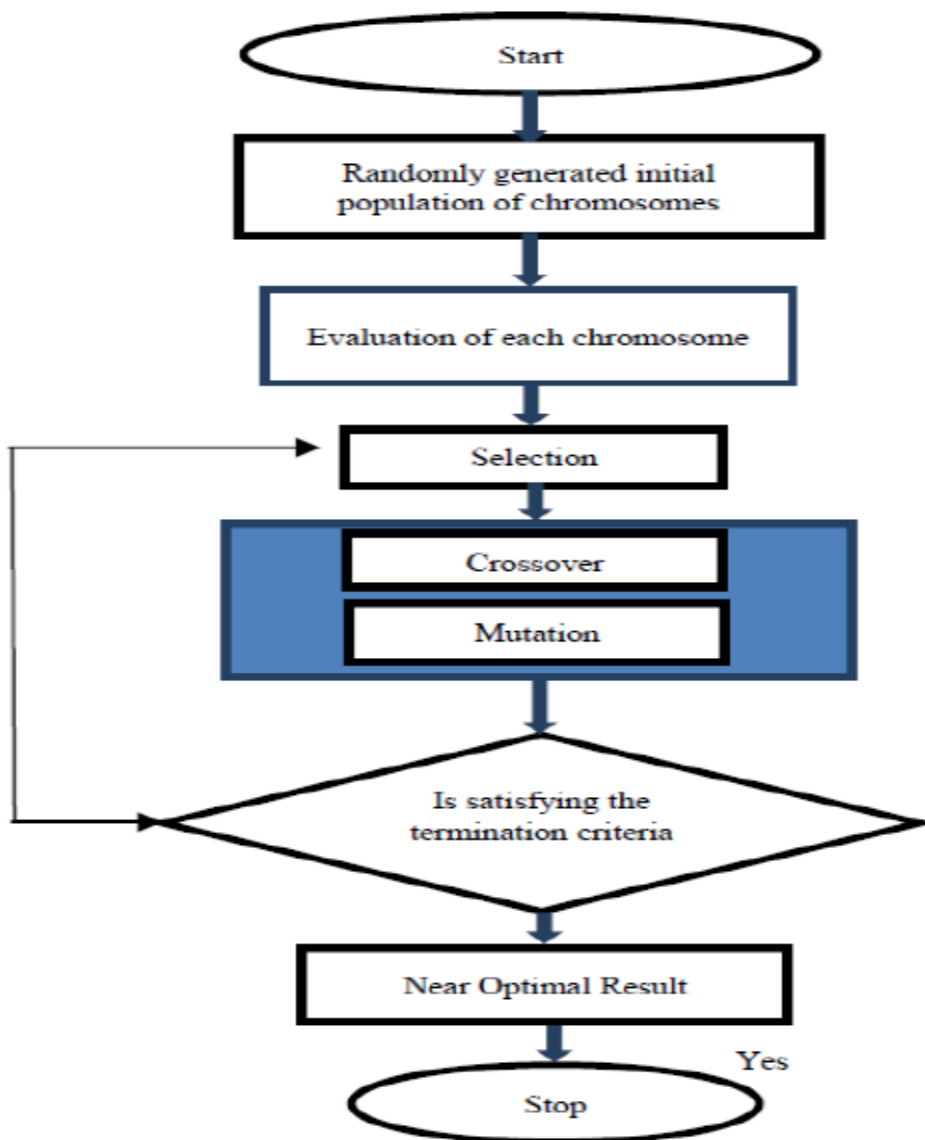 Start
Randomly generated initial
population of chromosomes
Evaluation of each chromosome
Selection
Crossover
Mutation
Is satisfying the
termination criteria
Near Optimal Result
Yes
Stop